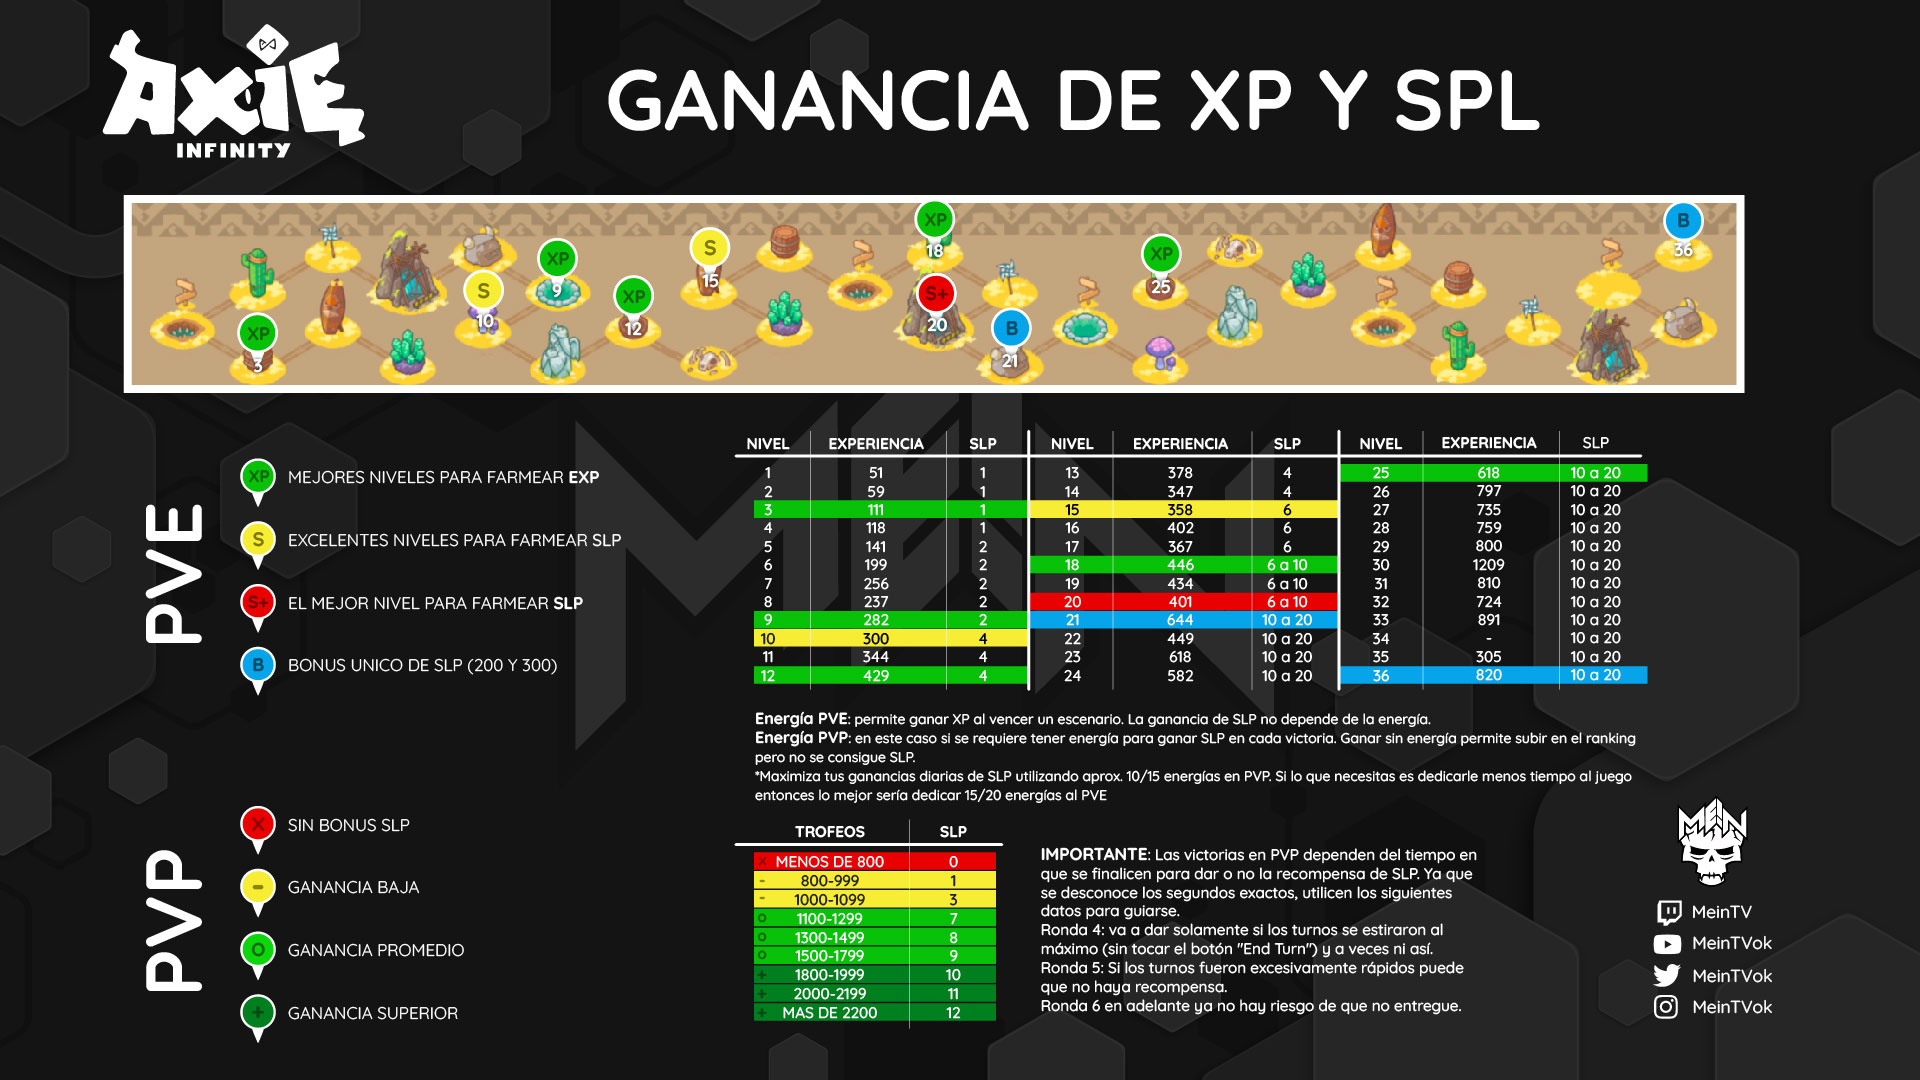 AXIE
INFINITY
GANANCIA DE XP Y SPL
XP
3
S
10
XP
9
XP
12
S
15
XP
18
S+
20
B
21
XP
25
B
36
PVE
XP MEJORES NIVELES PARA FARMEAR EXP
S EXCELENTES NIVELES PARA FARMEAR SLP
S+ EL MEJOR NIVEL PARA FARMEAR SLP
B BONUS UNICO DE SLP (200 Y 300)
NIVEL EXPERIENCIA SLP NIVEL EXPERIENCIA SLP NIVEL EXPERIENCIA SLP
1 51 1 13 378 4 25 618 10 a 20
2 59 1 14 347 4 26 797 10 a 20
3 111 1 15 358 6 27 735 10 a 20
4 118 1 16 402 6 28 759 10 a 20
5 141 2 17 367 6 29 800 10 a 20
6 199 2 18 446 6 a 10 30 1209 10 a 20
7 256 2 19 434 6 a 10 31 810 10 a 20
8 237 2 20 401 6 a 10 32 724 10 a 20
9 282 2 21 644 10 a 20 33 891 10 a 20
10 300 4 22 449 10 a 20 34 - 10 a 20
11 344 4 23 618 10 a 20 35 305 10 a 20
12 429 4 24 582 10 a 20 36 820 10 a 20
Energía PVE: permite ganar XP al vencer un escenario. La ganancia de SLP no depende de la energía.
Energía PVP: en este caso si se requiere tener energía para ganar SLP en cada victoria. Ganar sin energía permite subir en el ranking
pero no se consigue SLP.
*Maximiza tus ganancias diarias de SLP utilizando aprox. 10/15 energías en PVP. Si lo que necesitas es dedicarle menos tiempo al juego
entonces lo mejor sería dedicar 15/20 energías al PVE
PVP
X SIN BONUS SLP
- GANANCIA BAJA
O GANANCIA PROMEDIO
+ GANANCIA SUPERIOR
TROFEOS SLP
x MENOS DE 800 0
- 800-999 1
- 1000-1099 3
O 1100-1299 7
O 1300-1499 8
O 1500-1799 9
+ 1800-1999 10
+ 2000-2199 11
+ MAS DE 2200 12
IMPORTANTE: Las victorias en PVP dependen del tiempo en
que se finalicen para dar o no la recompensa de SLP. Ya que
se desconoce los segundos exactos, utilicen los siguientes
datos para guiarse.
Ronda 4: va a dar solamente si los turnos se estiraron al
máximo (sin tocar el botón "End Turn") y a veces ni así.
Ronda 5: Si los turnos fueron excesivamente rápidos puede
que no haya recompensa.
Ronda 6 en adelante ya no hay riesgo de que no entregue.
MEIN
MeinTV
MeinTVok
MeinTVok
MeinTVok